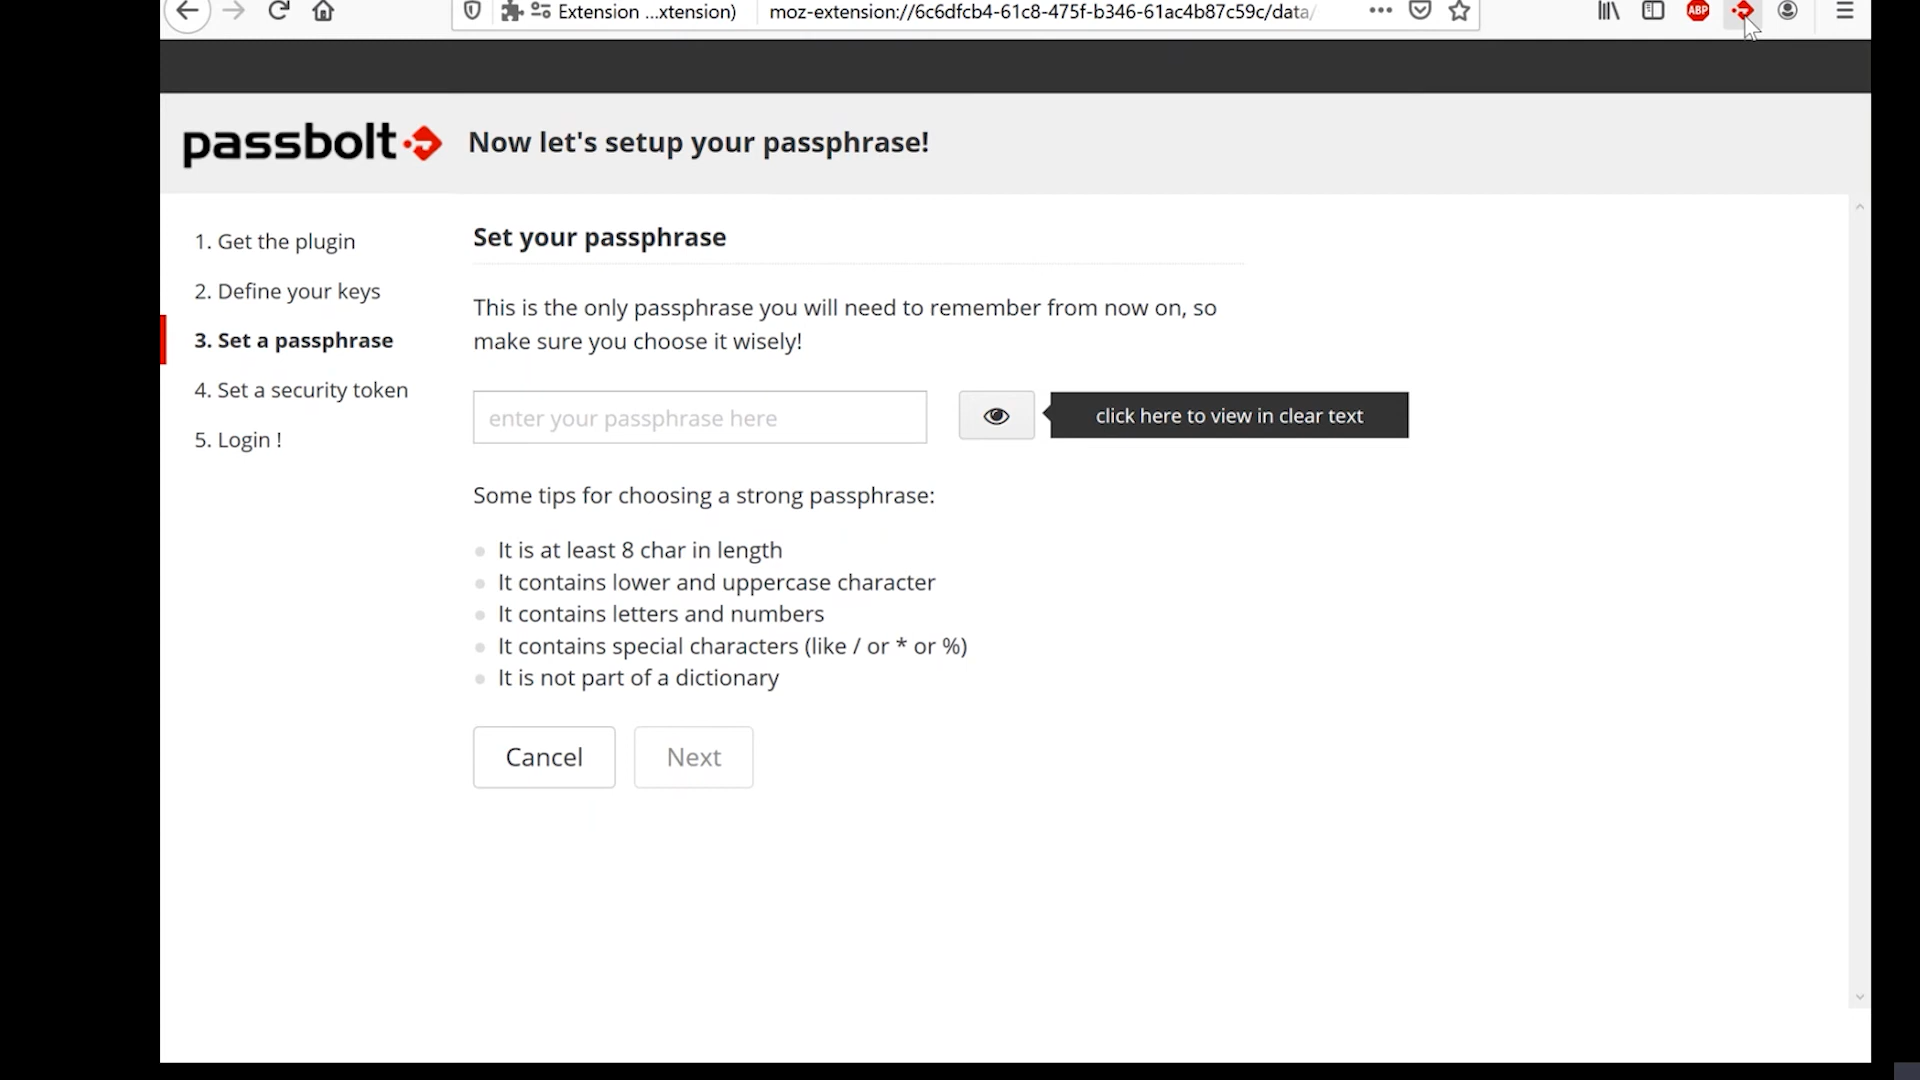 Extension ...xtension)
moz-extension://6c6dfcb4-61c8-475f-b346-61ac4b87c59c/data/
ABP
passbolt
Now let's setup your passphrase!
1. Get the plugin
2. Define your keys
3. Set a passphrase
4. Set a security token
5. Login !
Set your passphrase
This is the only passphrase you will need to remember from now on, so
make sure you choose it wisely!
enter your passphrase here
click here to view in clear text
Some tips for choosing a strong passphrase:
It is at least 8 char in length
It contains lower and uppercase character
It contains letters and numbers
It contains special characters (like / or * or %)
It is not part of a dictionary
Cancel
Next